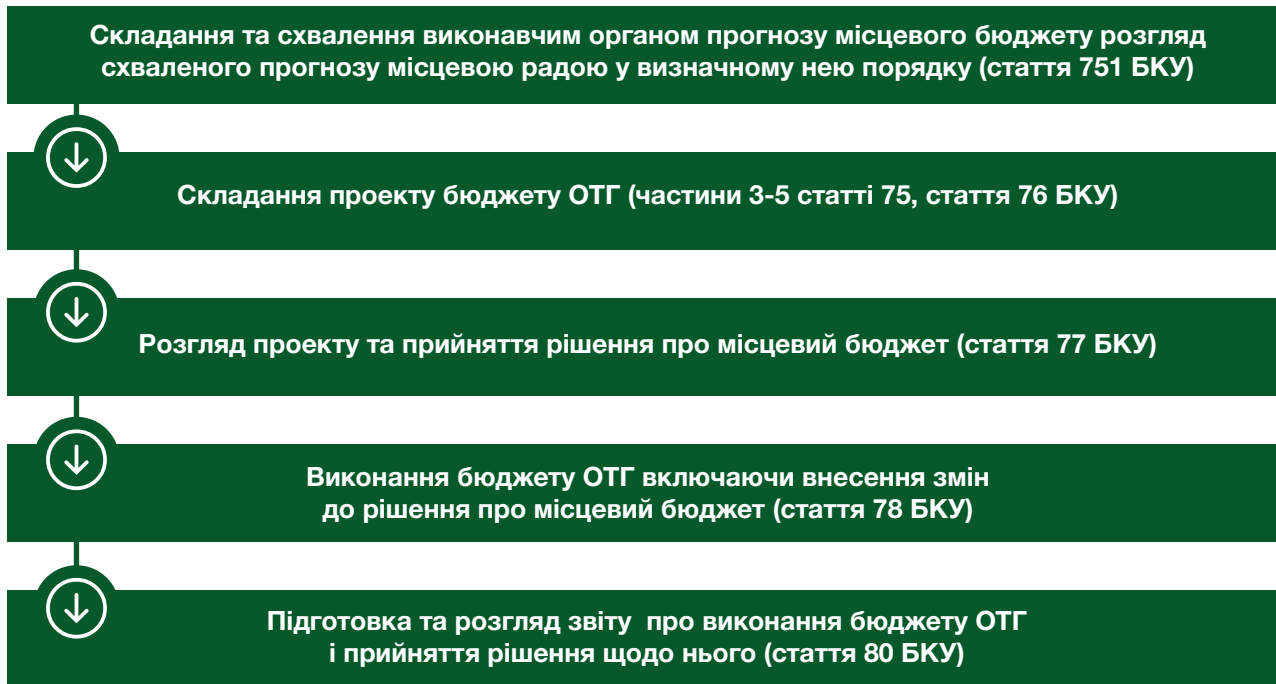 Складання та схвалення виконавчим органом прогнозу місцевого бюджету розгляд
схваленого прогнозу місцевою радою у визначному нею порядку (стаття 751 БКУ)
Складання проекту бюджету ОТГ (частини 3-5 статті 75, стаття 76 БКУ)
Розгляд проекту та прийняття рішення про місцевий бюджет (стаття 77 БКУ)
Виконання бюджету ОТГ включаючи внесення змін
до рішення про місцевий бюджет (стаття 78 БКУ)
Підготовка та розгляд звіту про виконання бюджету ОТГ
і прийняття рішення щодо нього (стаття 80 БКУ)